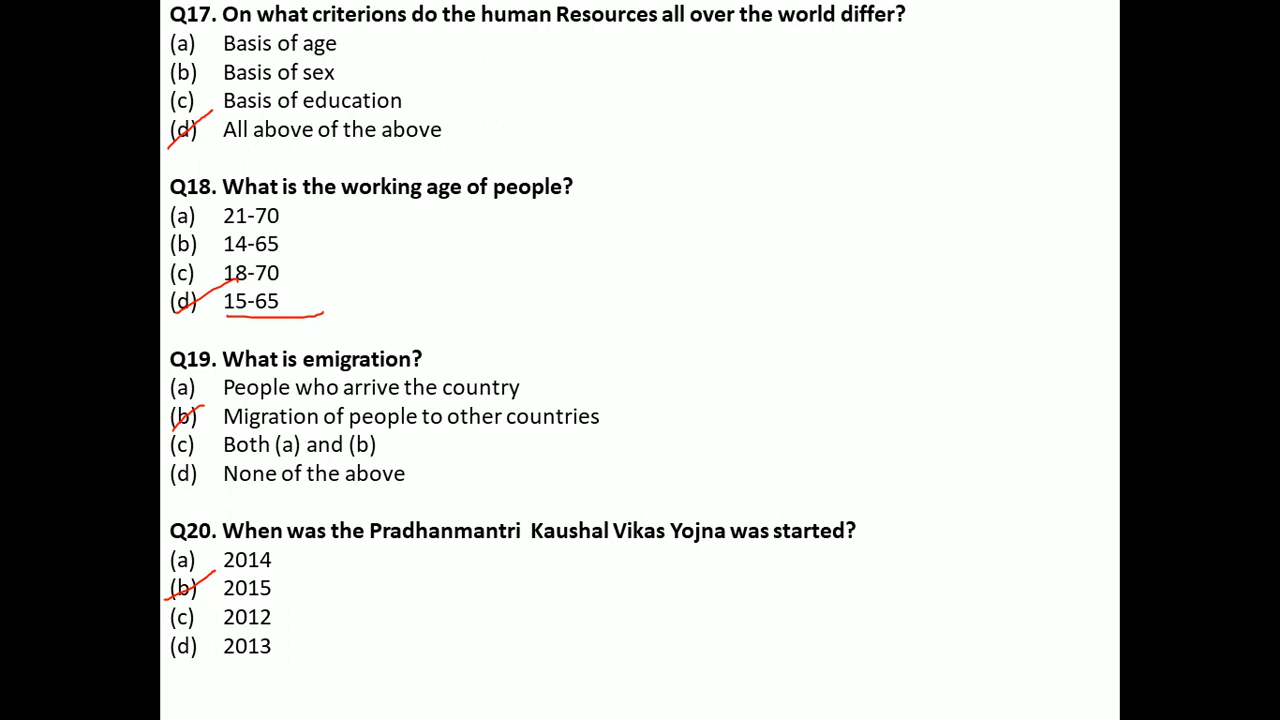 Q17. On what criterions do the human Resources all over the world differ?
(a) Basis of age
(b) Basis of sex
(c) Basis of education
(d) All above of the above
Q18. What is the working age of people?
(a) 21-70
(b) 14-65
(c) 18-70
(d) 15-65
Q19. What is emigration?
(a) People who arrive the country
(b) Migration of people to other countries
(c) Both (a) and (b)
(d) None of the above
Q20. When was the Pradhanmantri Kaushal Vikas Yojna was started?
(a) 2014
(b) 2015
(c) 2012
(d) 2013